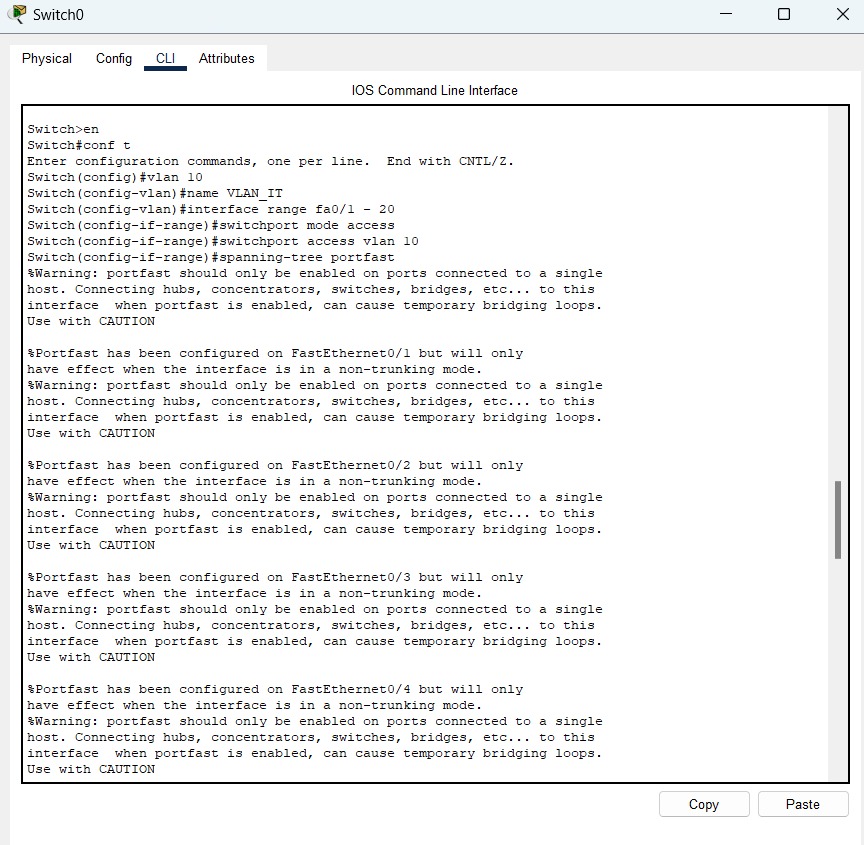 Switch0
Physical Config CLI Attributes
IOS Command Line Interface
Switch>en
Switch#conf t
Enter configuration commands, one per line.  End with CNTL/Z.
Switch(config)#vlan 10
Switch(config-vlan)#name VLAN_IT
Switch(config-vlan)#interface range fa0/1 - 20
Switch(config-if-range)#switchport mode access
Switch(config-if-range)#switchport access vlan 10
Switch(config-if-range)#spanning-tree portfast
%Warning: portfast should only be enabled on ports connected to a single
host. Connecting hubs, concentrators, switches, bridges, etc... to this
interface  when portfast is enabled, can cause temporary bridging loops.
Use with CAUTION
%Portfast has been configured on FastEthernet0/1 but will only
have effect when the interface is in a non-trunking mode.
%Warning: portfast should only be enabled on ports connected to a single
host. Connecting hubs, concentrators, switches, bridges, etc... to this
interface  when portfast is enabled, can cause temporary bridging loops.
Use with CAUTION
%Portfast has been configured on FastEthernet0/2 but will only
have effect when the interface is in a non-trunking mode.
%Warning: portfast should only be enabled on ports connected to a single
host. Connecting hubs, concentrators, switches, bridges, etc... to this
interface  when portfast is enabled, can cause temporary bridging loops.
Use with CAUTION
%Portfast has been configured on FastEthernet0/3 but will only
have effect when the interface is in a non-trunking mode.
%Warning: portfast should only be enabled on ports connected to a single
host. Connecting hubs, concentrators, switches, bridges, etc... to this
interface  when portfast is enabled, can cause temporary bridging loops.
Use with CAUTION
%Portfast has been configured on FastEthernet0/4 but will only
have effect when the interface is in a non-trunking mode.
%Warning: portfast should only be enabled on ports connected to a single
host. Connecting hubs, concentrators, switches, bridges, etc... to this
interface  when portfast is enabled, can cause temporary bridging loops.
Use with CAUTION
Copy Paste